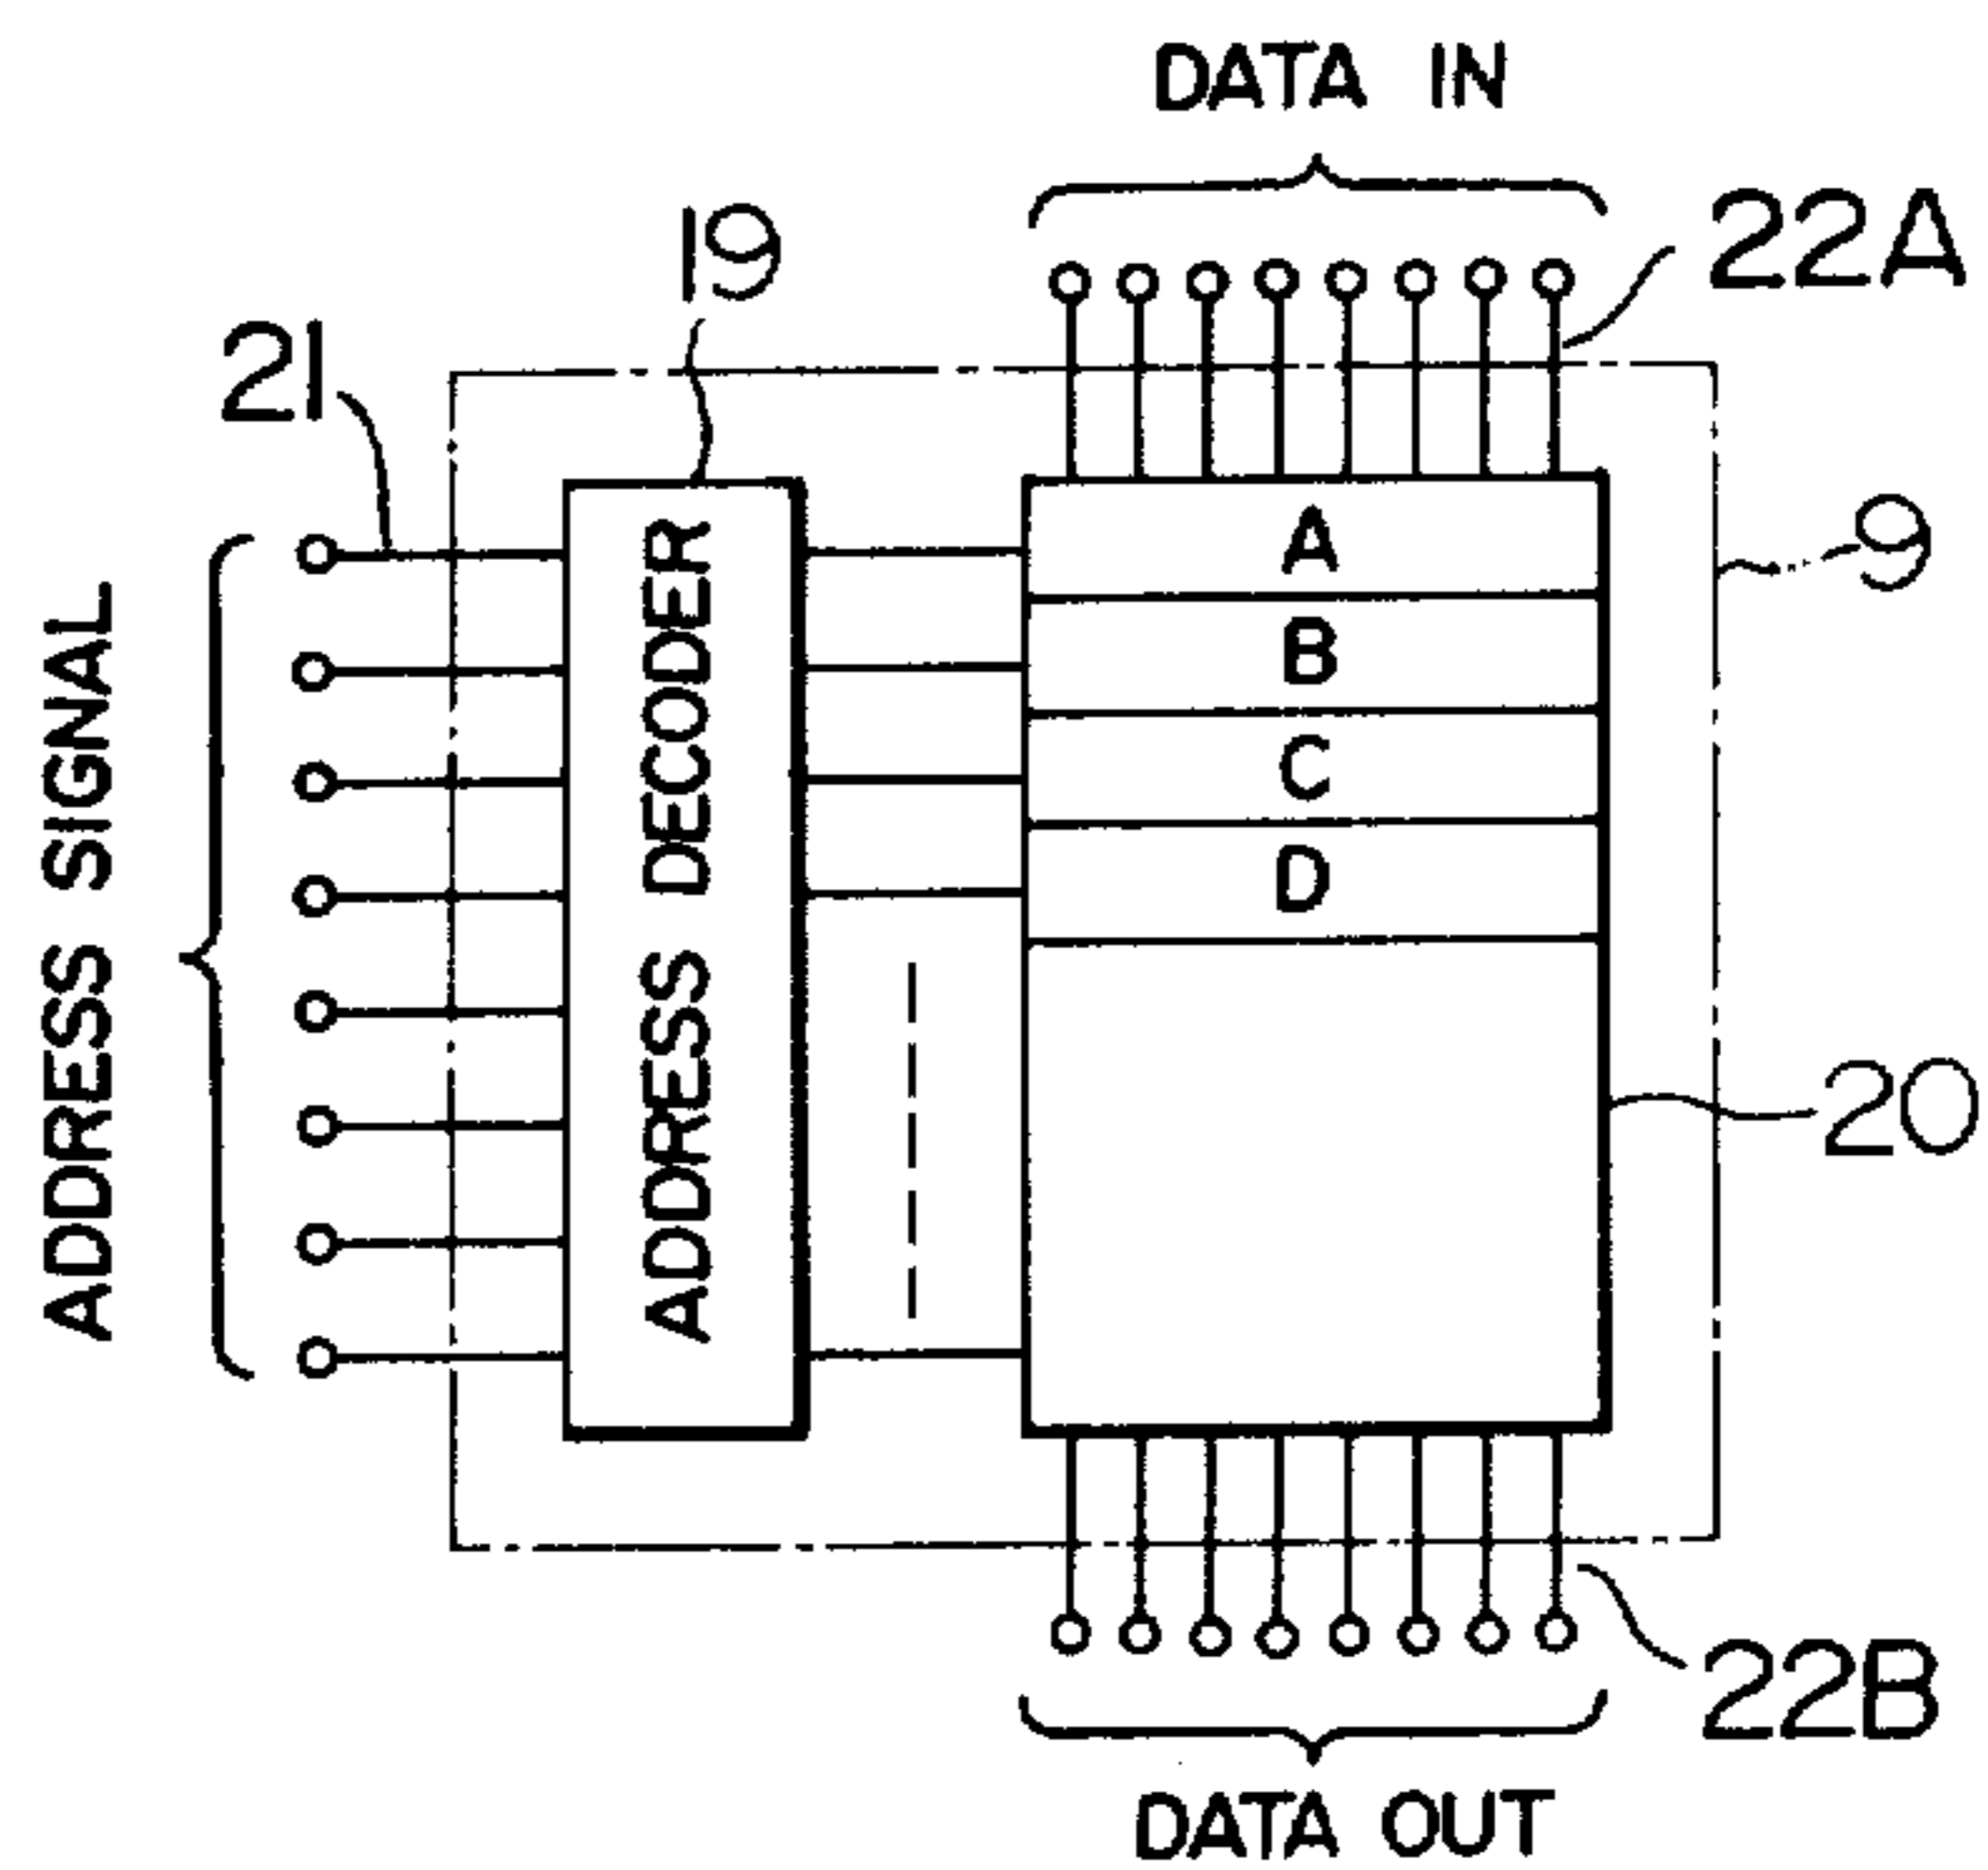 DATA IN
22A
19
21
9
A
B
C
D
ADDRESS SIGNAL
ADDRESS DECODER
20
22B
DATA OUT